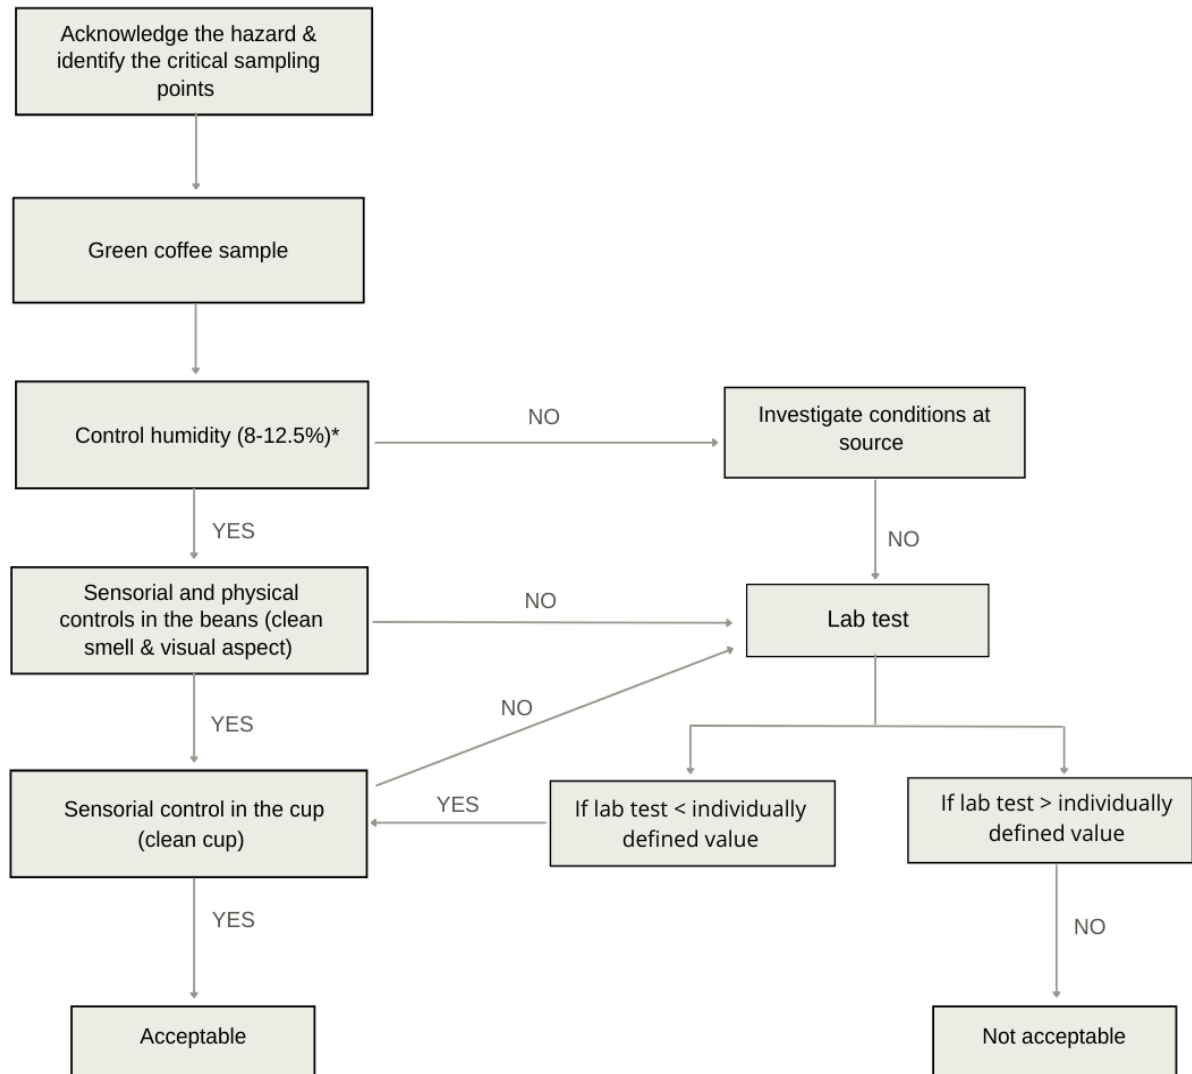 Acknowledge the hazard &
identify the critical sampling
points
Green coffee sample
Control humidity (8-12.5%)*
NO
Investigate conditions at
source
YES
NO
Sensorial and physical
controls in the beans (clean
smell & visual aspect)
NO
Lab test
YES
NO
Sensorial control in the cup
(clean cup)
YES
If lab test < individually
defined value
If lab test > individually
defined value
YES
NO
Acceptable
Not acceptable